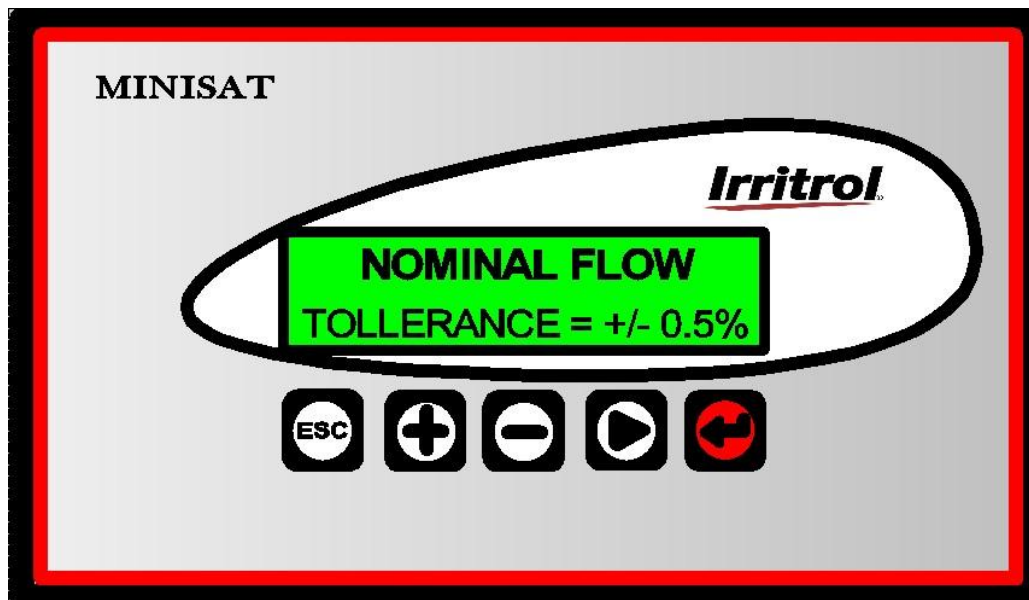 MINISAT
Irritrol
NOMINAL FLOW
TOLLERANCE = +/- 0.5%
ESC